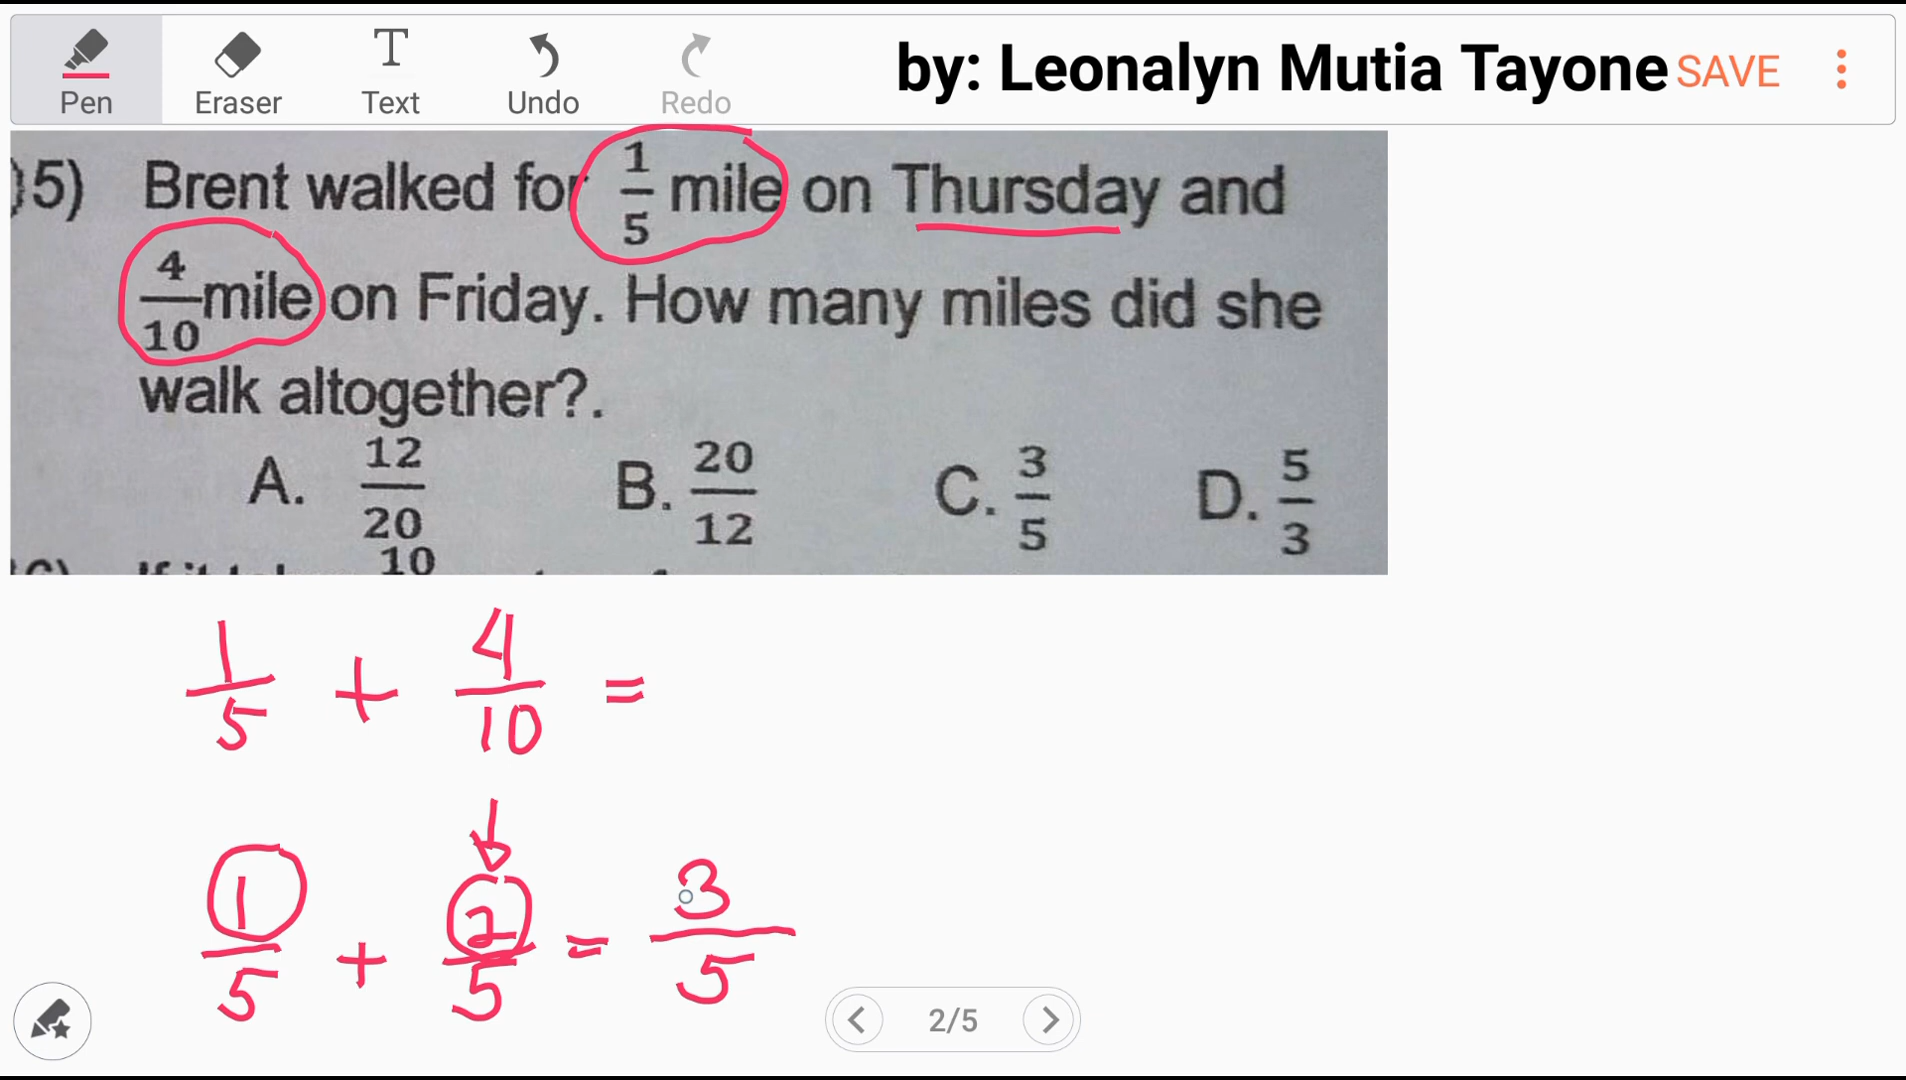 Pen Eraser Text Undo Redo by: Leonalyn Mutia Tayone SAVE
5) Brent walked for 1/5 mile on Thursday and
4/10 mile on Friday. How many miles did she
walk altogether?.
A. 12/20 B. 20/12 C. 3/5 D. 5/3
10
1/5 + 4/10 =
1/5 + 2/5 = 3/5
2/5